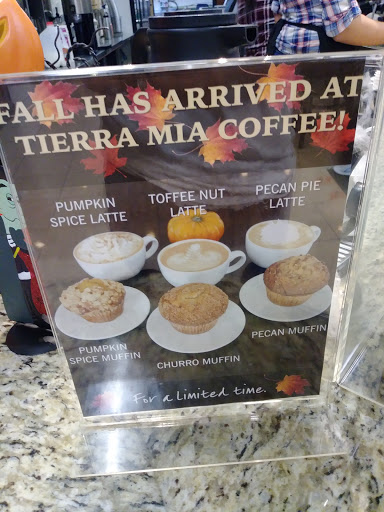 FALL HAS ARRIVED AT
TIERRA MIA COFFEE!
PUMPKIN
SPICE LATTE
TOFFEE NUT
LATTE
PECAN PIE
LATTE
PUMPKIN
SPICE MUFFIN
CHURRO MUFFIN
PECAN MUFFIN
For a limited time.